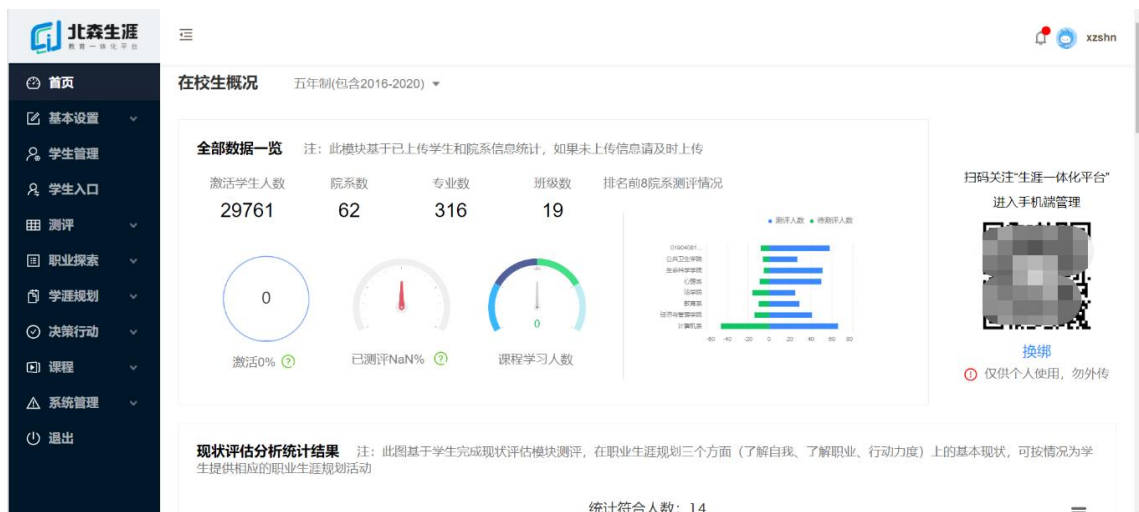 北森生涯
教育一体化平台
xzshn
首页
基本设置
学生管理
学生入口
测评
职业探索
学涯规划
决策行动
课程
系统管理
退出
在校生概况 五年制(包含2016-2020)
全部数据一览 注：此模块基于已上传学生和院系信息统计，如果未上传信息请及时上传
激活学生人数 院系数 专业数 班级数 排名前8院系测评情况
29761 62 316 19
测评人数 待测评人数
公共卫生学院
生命科学学院
心理系
法学院
教育系
经济与管理学院
计算机系
-60 -40 -20 0 20 40 60 80
0
激活0%
已测评NaN%
0
课程学习人数
扫码关注“生涯一体化平台”
进入手机端管理
换绑
仅供个人使用，勿外传
现状评估分析统计结果 注：此图基于学生完成现状评估模块测评，在职业生涯规划三个方面（了解自我、了解职业、行动力度）上的基本现状，可按情况为学
生提供相应的职业生涯规划活动
统计符合人数：14